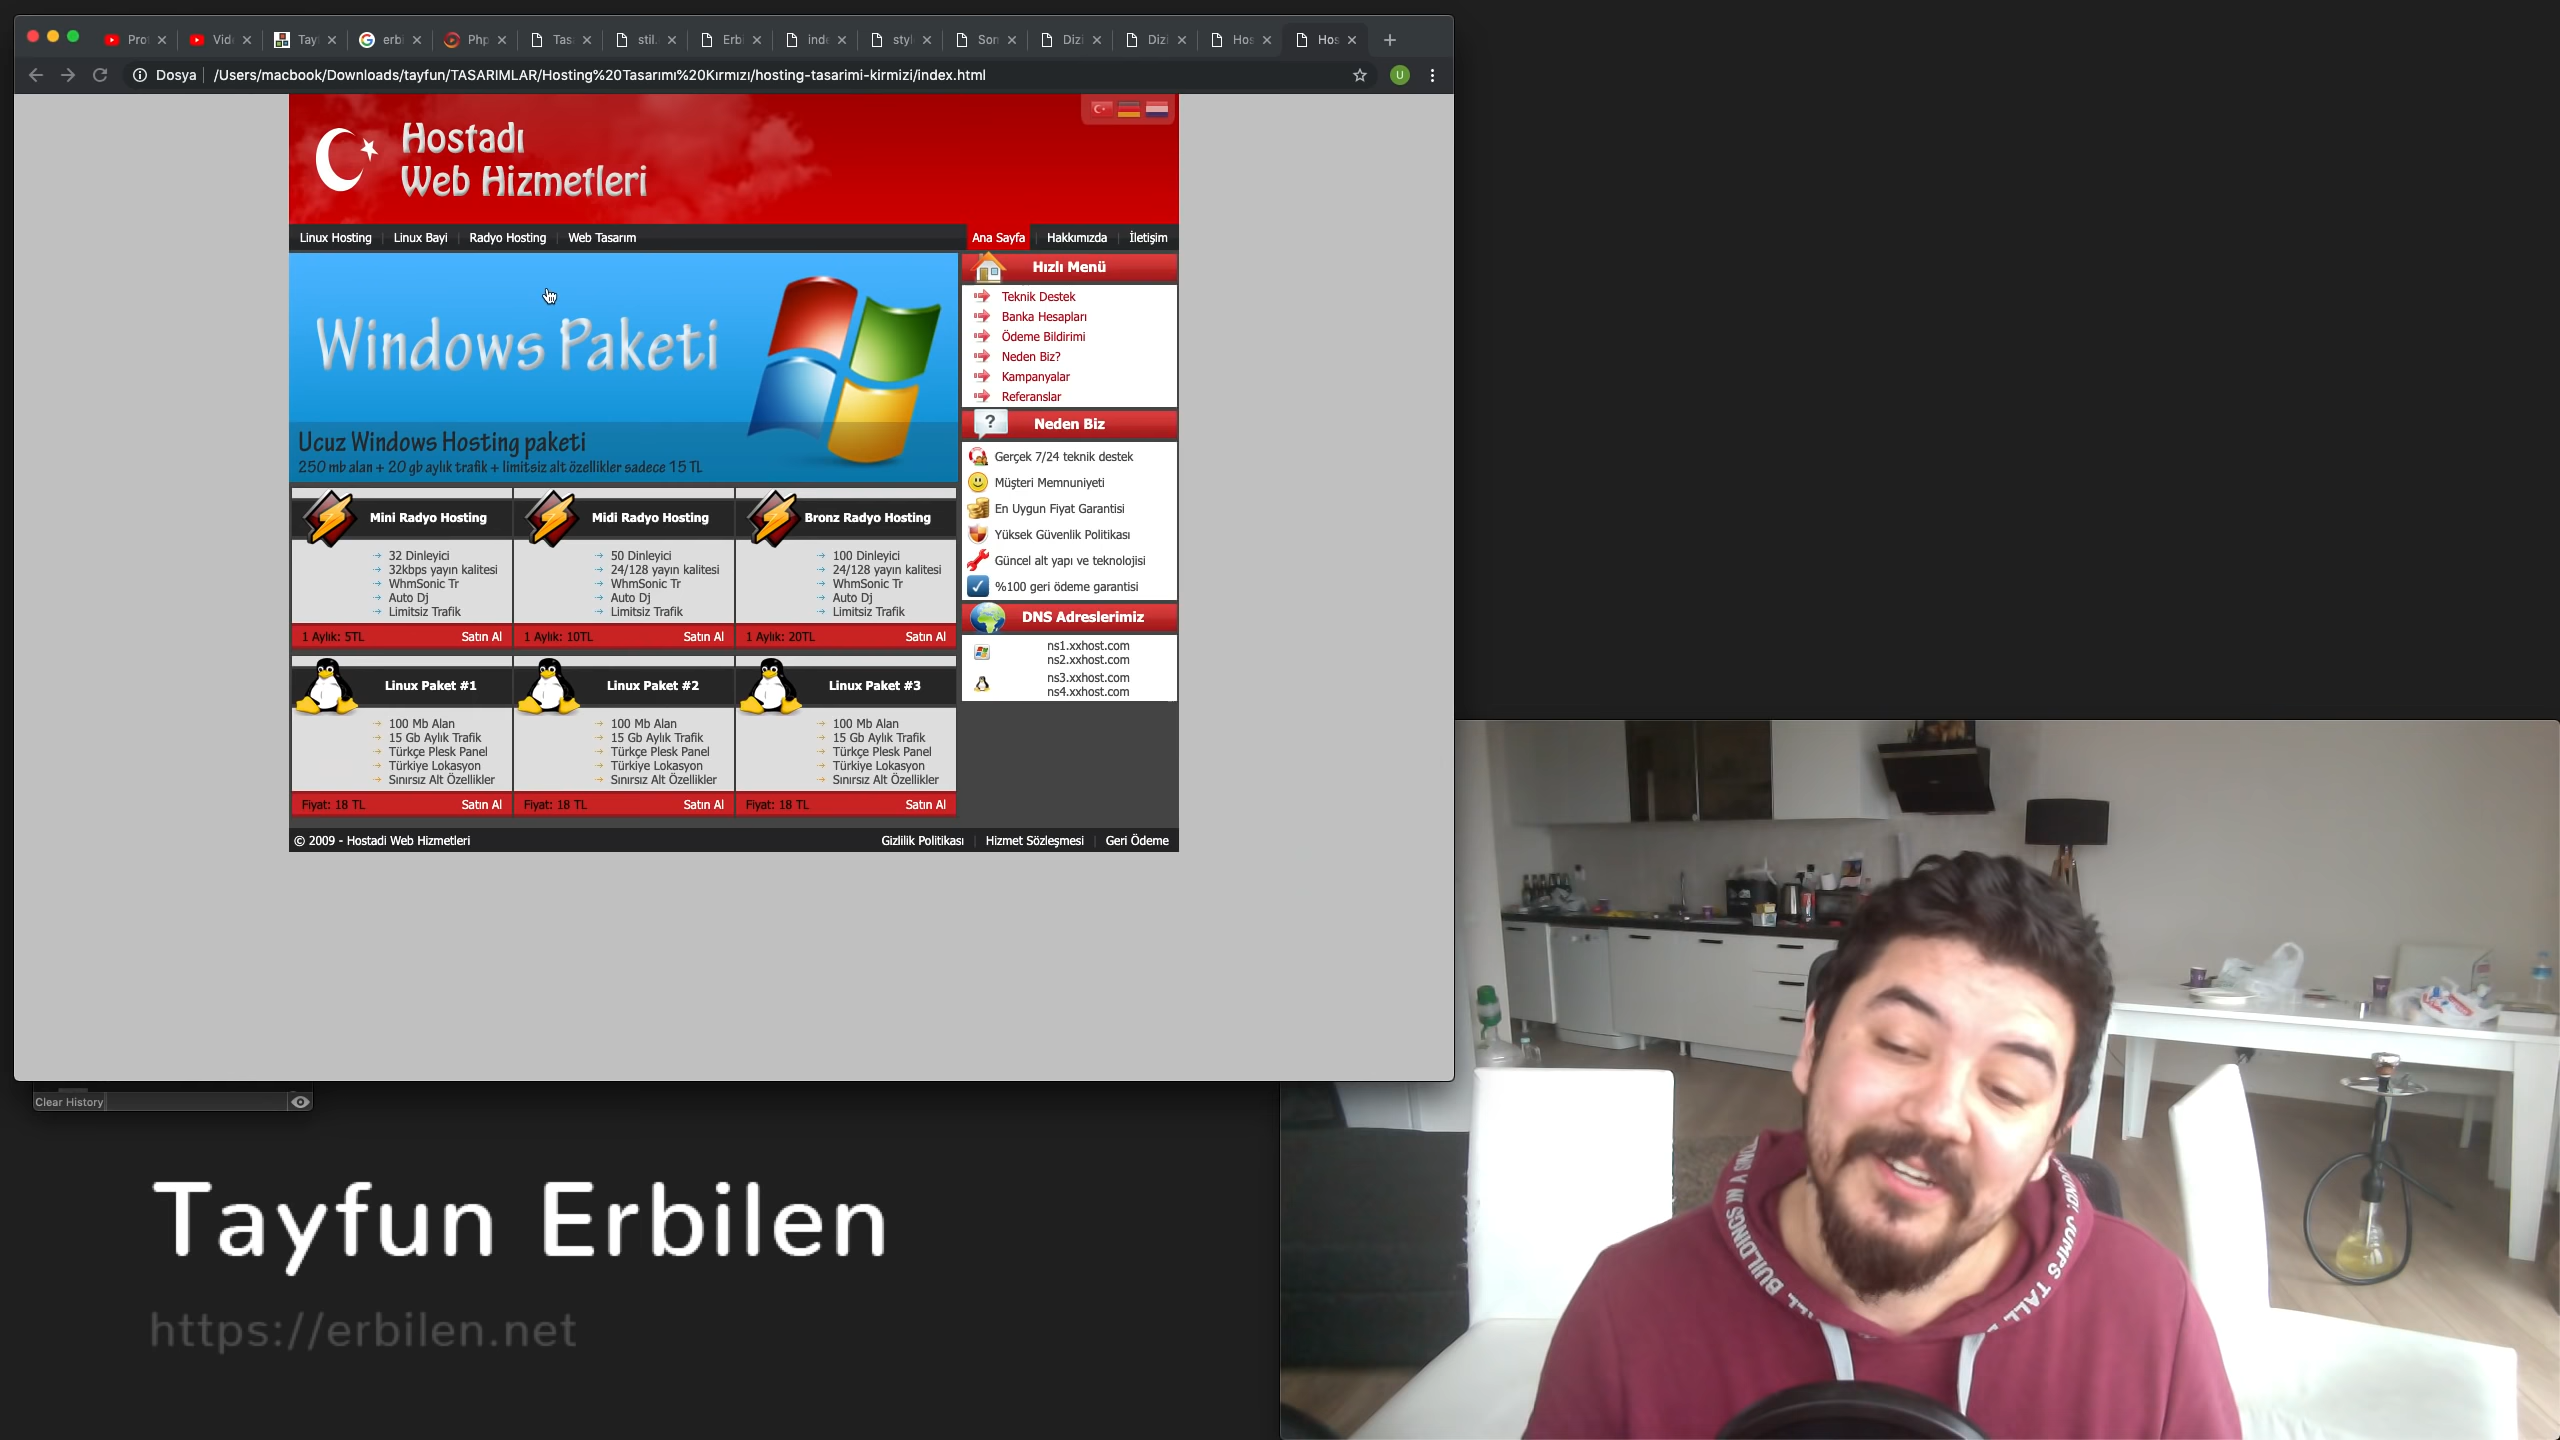 Pro
Vid
Tay
erbi
Php
Tas
stil.
Erbi
inde
styl
Son
Dizi
Dizi
Hos
Hos
Dosya
/Users/macbook/Downloads/tayfun/TASARIMLAR/Hosting%20Tasarımı%20Kırmızı/hosting-tasarimi-kirmizi/index.html
U
Hostadı
Web Hizmetleri
Linux Hosting | Linux Bayi | Radyo Hosting | Web Tasarım
Ana Sayfa | Hakkımızda | İletişim
Windows Paketi
Ucuz Windows Hosting paketi
250 mb alan + 20 gb aylık trafik + limitsiz alt özellikler sadece 15 TL
Hızlı Menü
Teknik Destek
Banka Hesapları
Ödeme Bildirimi
Neden Biz?
Kampanyalar
Referanslar
?
Neden Biz
Gerçek 7/24 teknik destek
Müşteri Memnuniyeti
En Uygun Fiyat Garantisi
Yüksek Güvenlik Politikası
Güncel alt yapı ve teknolojisi
%100 geri ödeme garantisi
DNS Adreslerimiz
ns1.xxhost.com
ns2.xxhost.com
ns3.xxhost.com
ns4.xxhost.com
Mini Radyo Hosting
32 Dinleyici
32kbps yayın kalitesi
WhmSonic Tr
Auto Dj
Limitsiz Trafik
1 Aylık: 5TL
Satın Al
Midi Radyo Hosting
50 Dinleyici
24/128 yayın kalitesi
WhmSonic Tr
Auto Dj
Limitsiz Trafik
1 Aylık: 10TL
Satın Al
Bronz Radyo Hosting
100 Dinleyici
24/128 yayın kalitesi
WhmSonic Tr
Auto Dj
Limitsiz Trafik
1 Aylık: 20TL
Satın Al
Linux Paket #1
100 Mb Alan
15 Gb Aylık Trafik
Türkçe Plesk Panel
Türkiye Lokasyon
Sınırsız Alt Özellikler
Fiyat: 18 TL
Satın Al
Linux Paket #2
100 Mb Alan
15 Gb Aylık Trafik
Türkçe Plesk Panel
Türkiye Lokasyon
Sınırsız Alt Özellikler
Fiyat: 18 TL
Satın Al
Linux Paket #3
100 Mb Alan
15 Gb Aylık Trafik
Türkçe Plesk Panel
Türkiye Lokasyon
Sınırsız Alt Özellikler
Fiyat: 18 TL
Satın Al
© 2009 - Hostadi Web Hizmetleri
Gizlilik Politikası | Hizmet Sözleşmesi | Geri Ödeme
Clear History
Tayfun Erbilen
https://erbilen.net
BUILDINGS IN A
JUMPS TALL